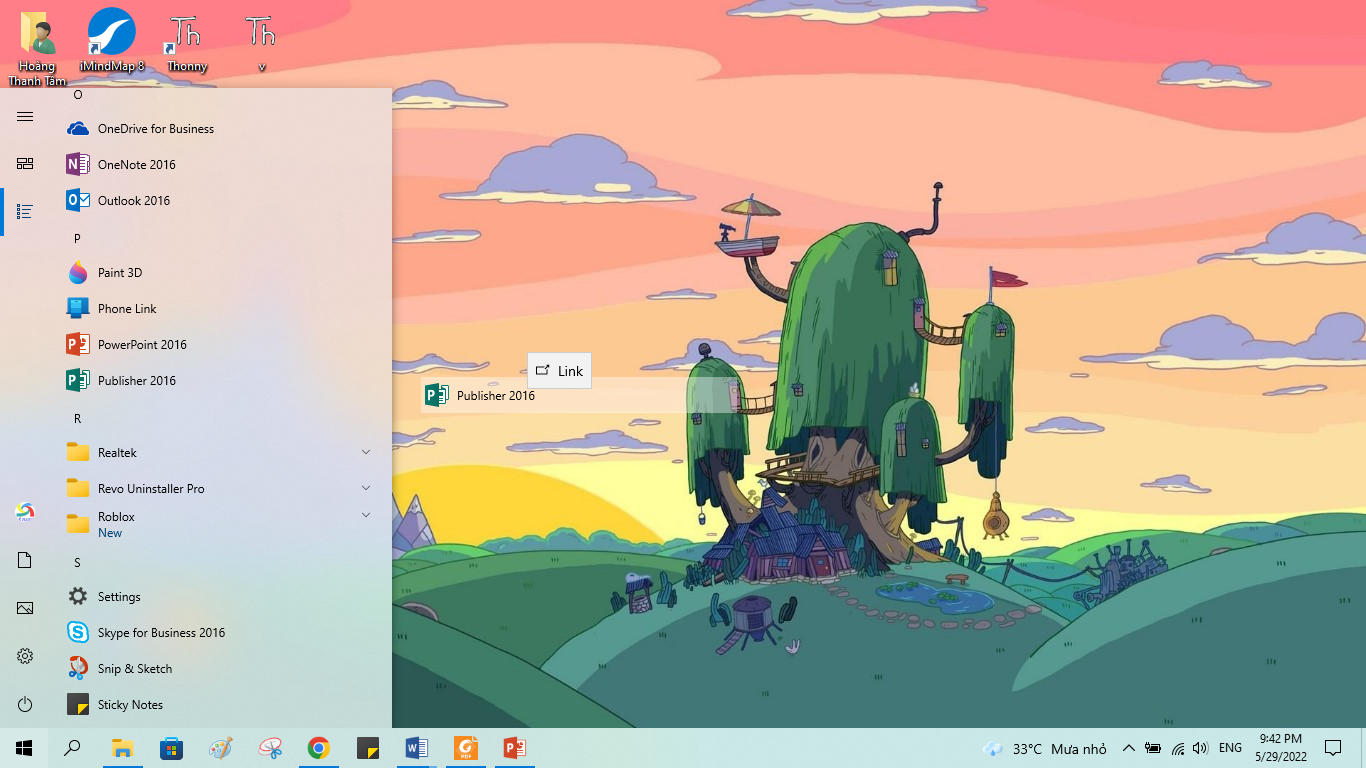 Hoàng
Thanh Tâm
iMindMap 8
Th
Thonny
Th
v
O
OneDrive for Business
OneNote 2016
Outlook 2016
P
Paint 3D
Phone Link
PowerPoint 2016
Publisher 2016
R
Realtek
Revo Uninstaller Pro
Roblox
New
S
Settings
Skype for Business 2016
Snip & Sketch
Sticky Notes
Link
Publisher 2016
33°C Mưa nhỏ
ENG
9:42 PM
5/29/2022